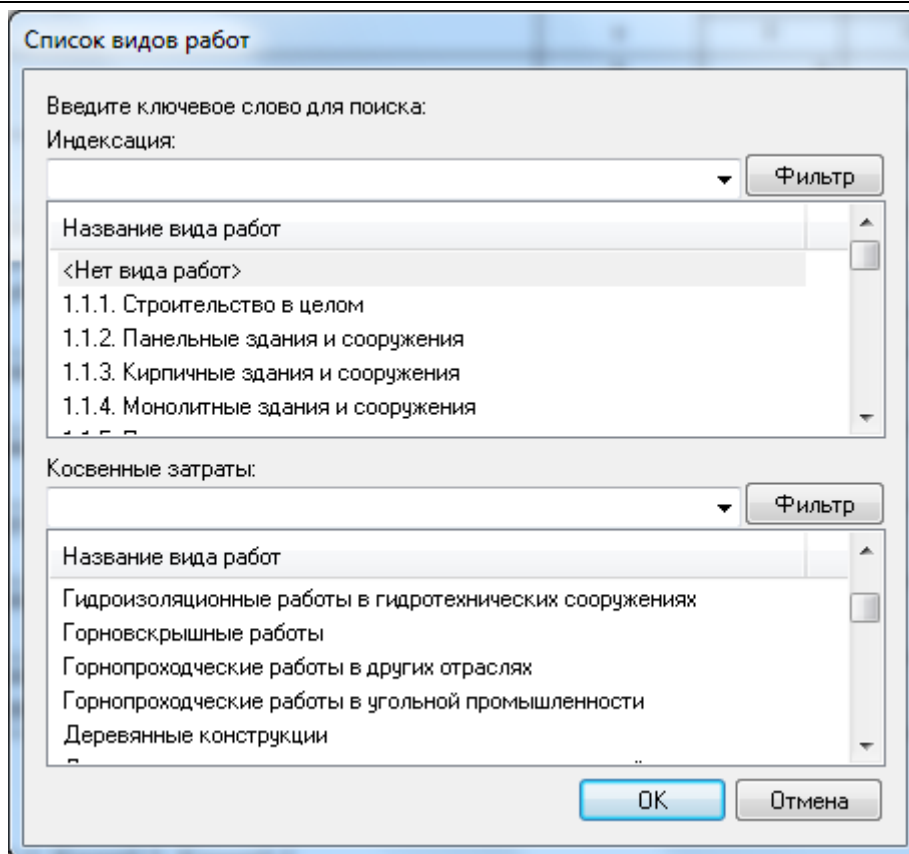 Список видов работ
Введите ключевое слово для поиска:
Индексация:
Фильтр
Название вида работ
<Нет вида работ>
1.1.1. Строительство в целом
1.1.2. Панельные здания и сооружения
1.1.3. Кирпичные здания и сооружения
1.1.4. Монолитные здания и сооружения
Косвенные затраты:
Фильтр
Название вида работ
Гидроизоляционные работы в гидротехнических сооружениях
Горновскрышные работы
Горнопроходческие работы в других отраслях
Горнопроходческие работы в угольной промышленности
Деревянные конструкции
OK Отмена